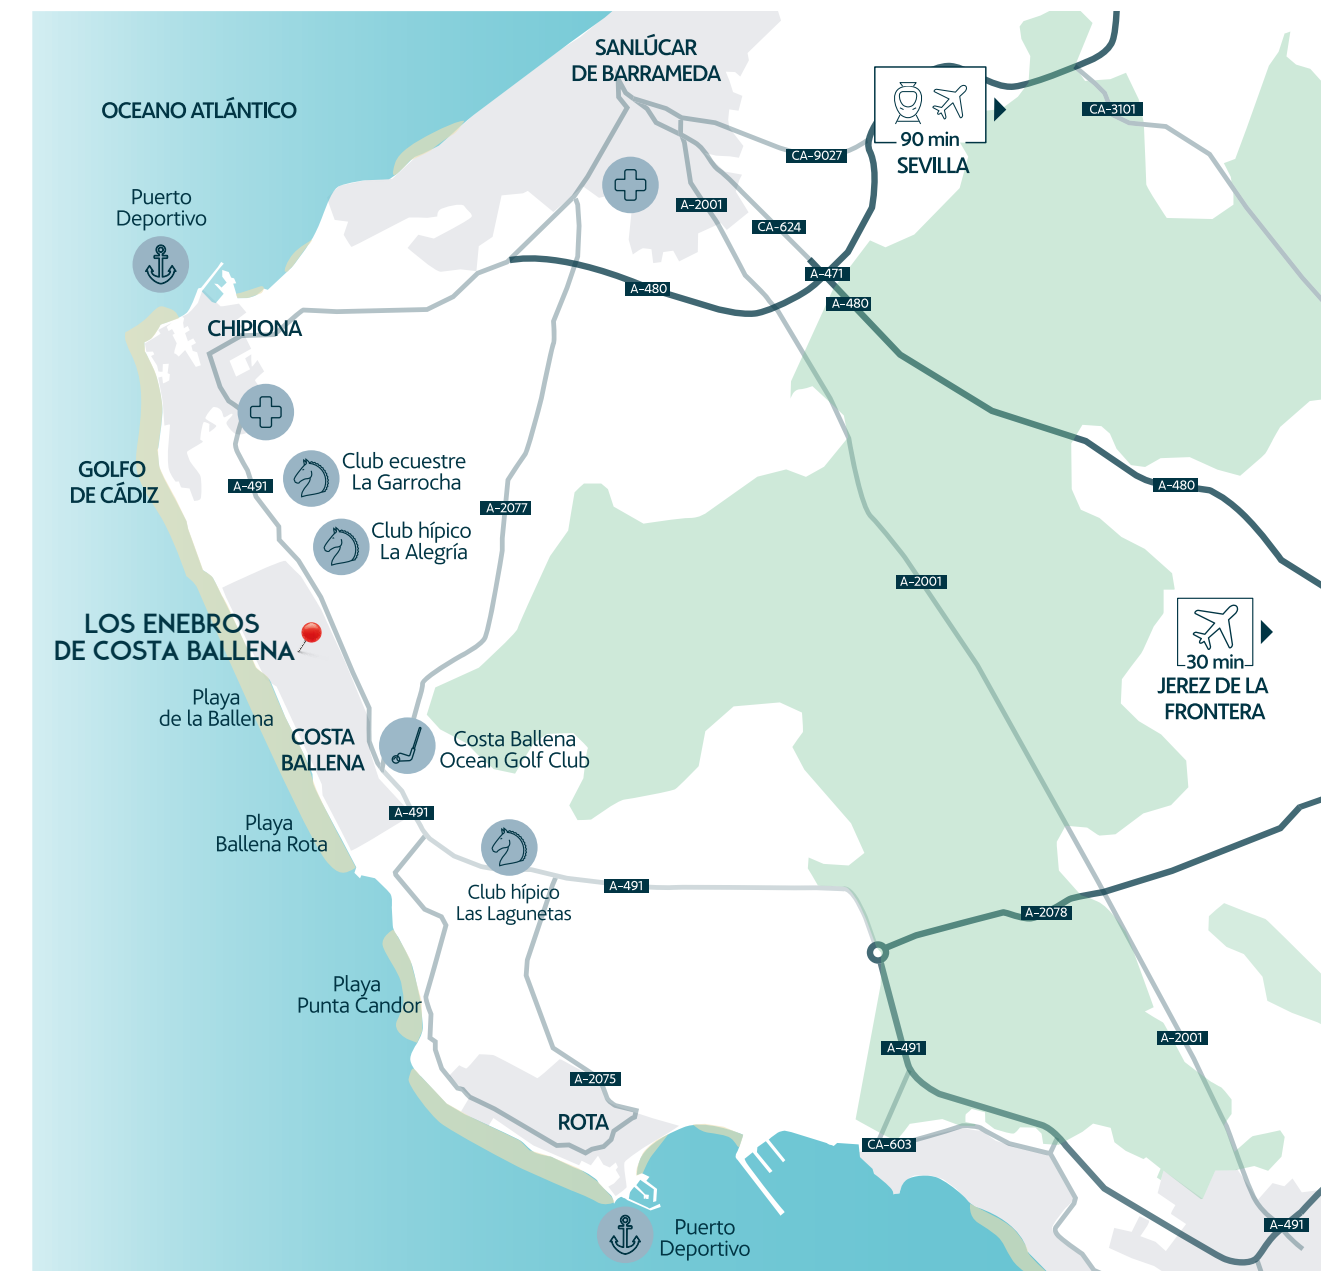 SANLÚCAR
DE BARRAMEDA
OCEANO ATLÁNTICO
CA-3101
90 min
SEVILLA
CA-9027
Puerto
Deportivo
A-2001
CA-624
A-471
A-480
A-480
CHIPIONA
GOLFO
DE CÁDIZ
A-491
Club ecuestre
La Garrocha
A-480
A-2077
Club hípico
La Alegría
A-2001
LOS ENEBROS
DE COSTA BALLENA
30 min
JEREZ DE LA
FRONTERA
Playa
de la Ballena
COSTA
BALLENA
Costa Ballena
Ocean Golf Club
A-491
Playa
Ballena Rota
Club hípico
Las Lagunetas
A-491
A-2078
Playa
Punta Candor
A-491
A-2001
A-2075
ROTA
CA-603
Puerto
Deportivo
A-491